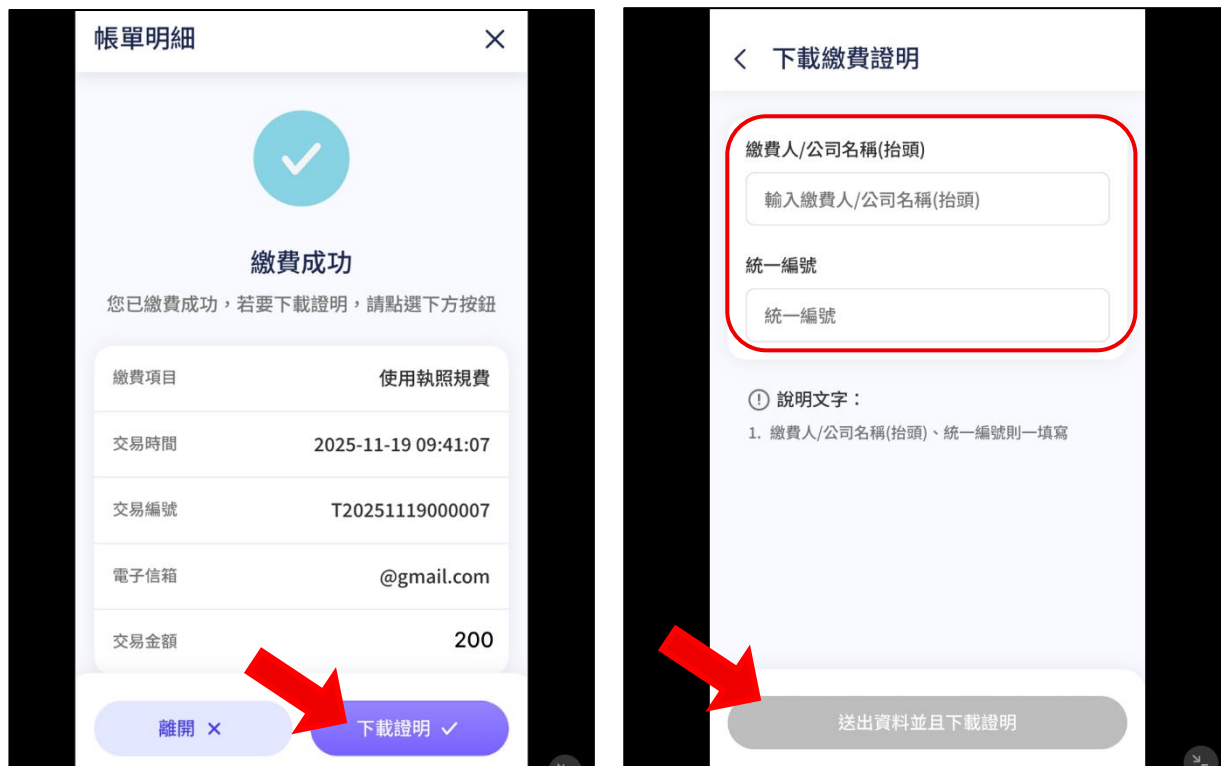 帳單明細
繳費成功
您已繳費成功，若要下載證明，請點選下方按鈕
繳費項目 使用執照規費
交易時間 2025-11-19 09:41:07
交易編號 T20251119000007
電子信箱 @gmail.com
交易金額 200
離開
下載證明
下載繳費證明
繳費人/公司名稱(抬頭)
輸入繳費人/公司名稱(抬頭)
統一編號
統一編號
說明文字：
1. 繳費人/公司名稱(抬頭)、統一編號則一填寫
送出資料並且下載證明